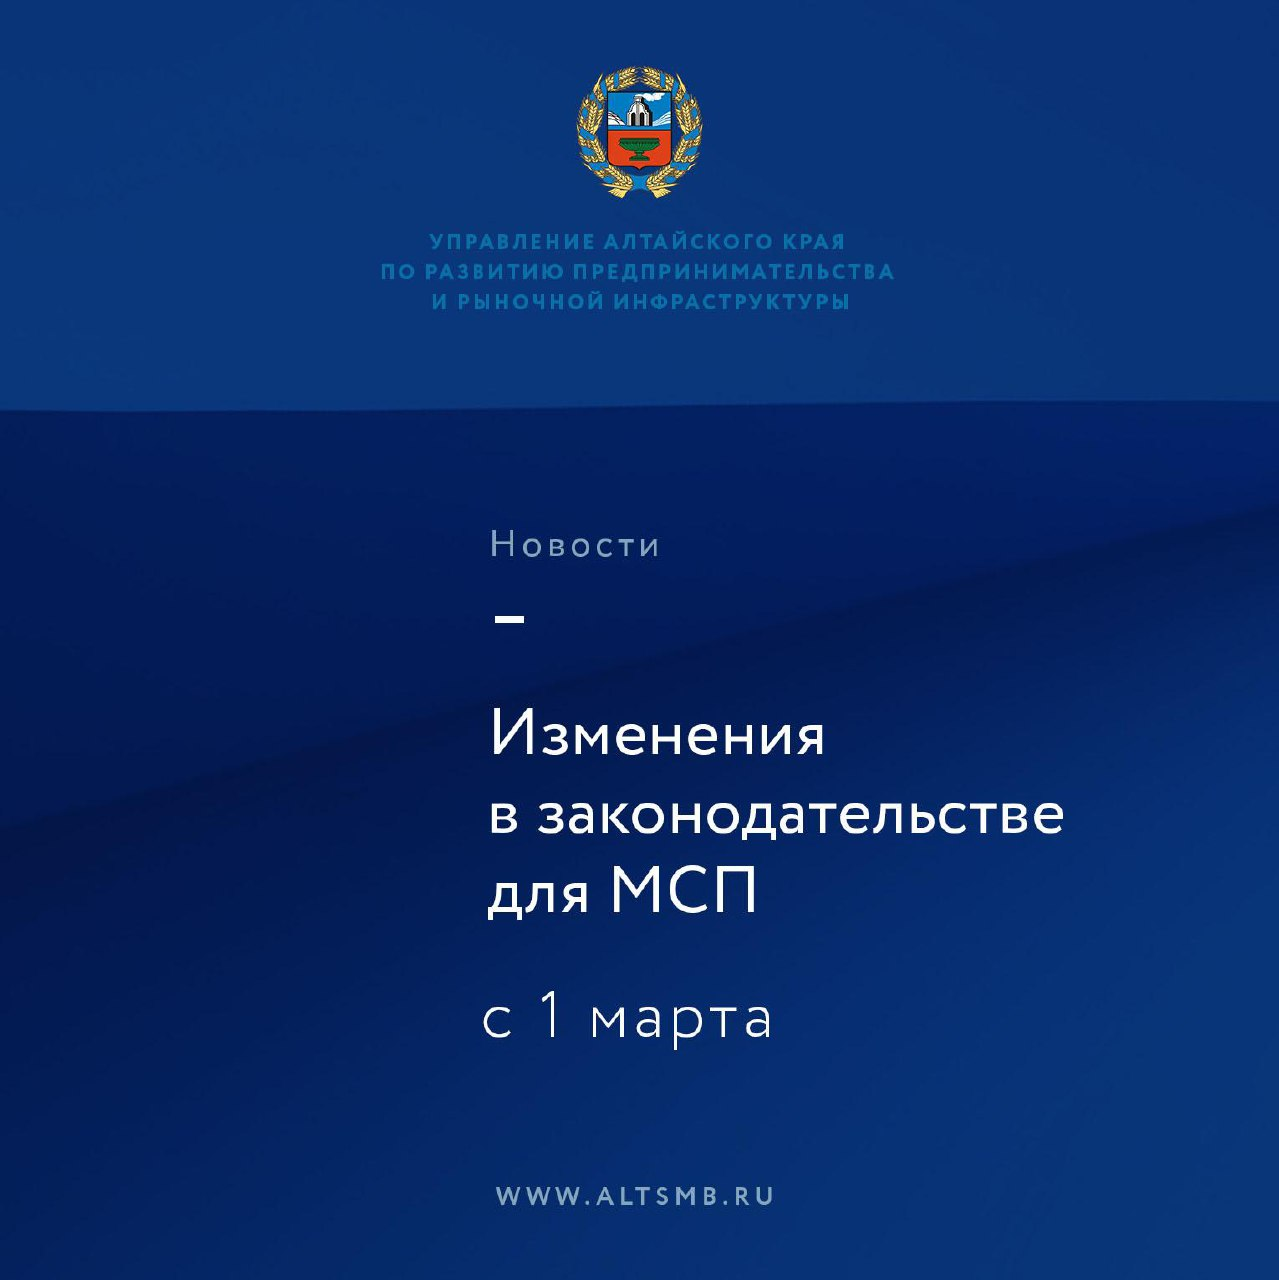 УПРАВЛЕНИЕ АЛТАЙСКОГО КРАЯ
ПО РАЗВИТИЮ ПРЕДПРИНИМАТЕЛЬСТВА
И РЫНОЧНОЙ ИНФРАСТРУКТУРЫ
Новости
–
Изменения
в законодательстве
для МСП
с 1 марта
WWW.ALTSMB.RU